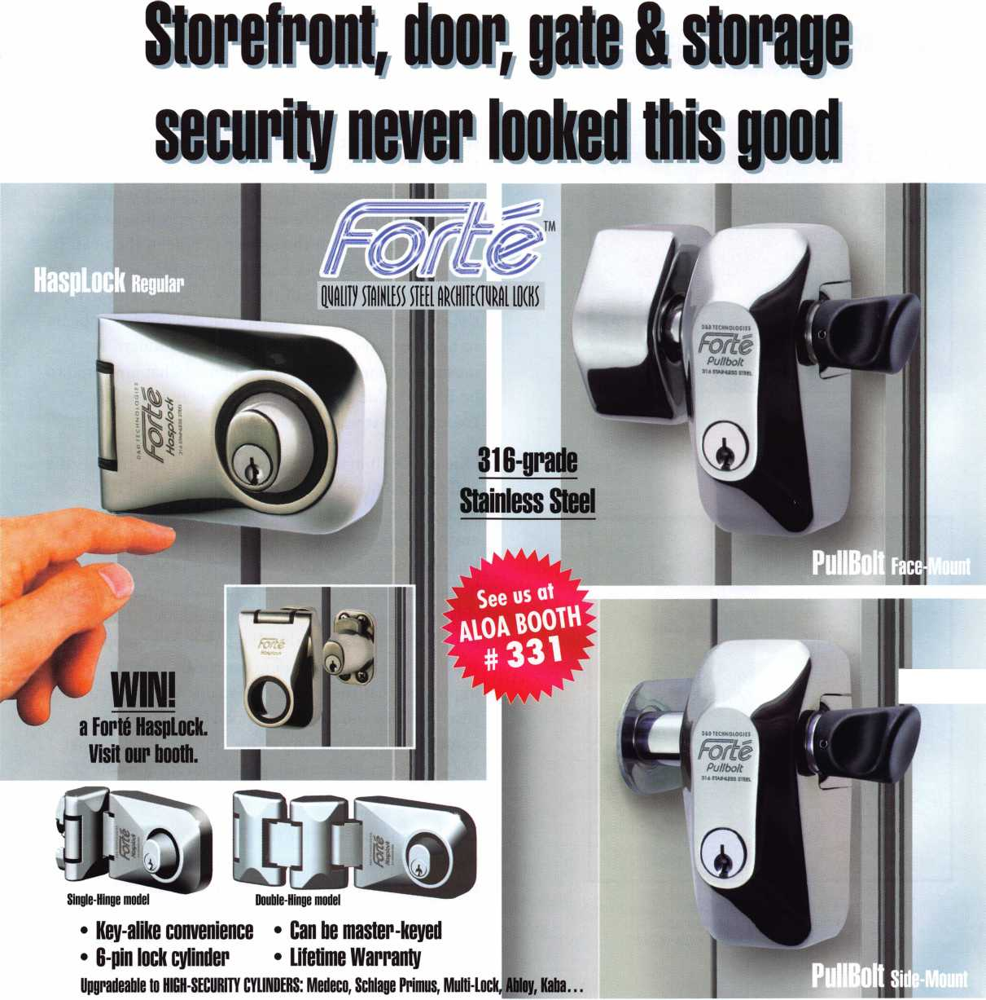 Storefront, door, gate & storage
security never looked this good
Forté™
QUALITY STAINLESS STEEL ARCHITECTURAL LOCKS
HaspLock Regular
D&D TECHNOLOGIES
Forté
Hasplock
316 STAINLESS STEEL
D&D TECHNOLOGIES
Forté
Pullbolt
316 STAINLESS STEEL
316-grade
Stainless Steel
PullBolt Face-Mount
See us at
ALOA BOOTH
# 331
Forté
Hasplock
WIN!
a Forté HaspLock.
Visit our booth.
D&D TECHNOLOGIES
Forté
Pullbolt
316 STAINLESS STEEL
Forté
Hasplock
Forté
Hasplock
Single-Hinge model
Double-Hinge model
• Key-alike convenience
• Can be master-keyed
• 6-pin lock cylinder
• Lifetime Warranty
Upgradeable to HIGH-SECURITY CYLINDERS: Medeco, Schlage Primus, Multi-Lock, Abloy, Kaba...
PullBolt Side-Mount